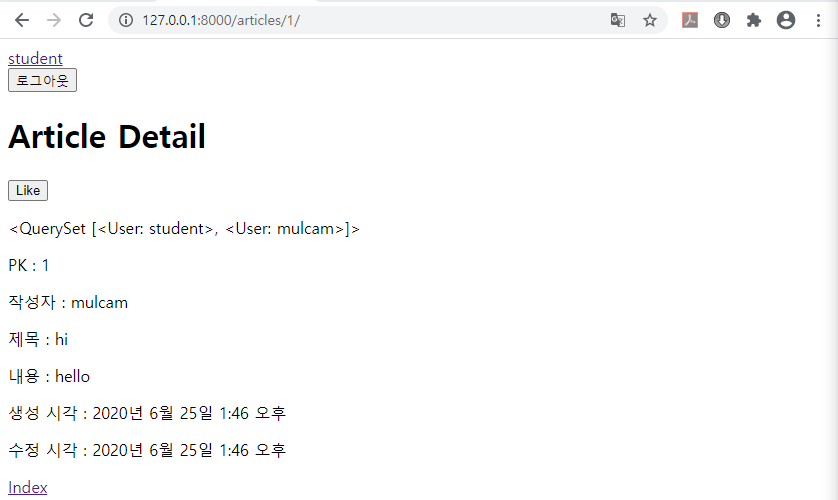 127.0.0.1:8000/articles/1/
student
로그아웃
Article Detail
Like
<QuerySet [<User: student>, <User: mulcam>]>
PK : 1
작성자 : mulcam
제목 : hi
내용 : hello
생성 시각 : 2020년 6월 25일 1:46 오후
수정 시각 : 2020년 6월 25일 1:46 오후
Index